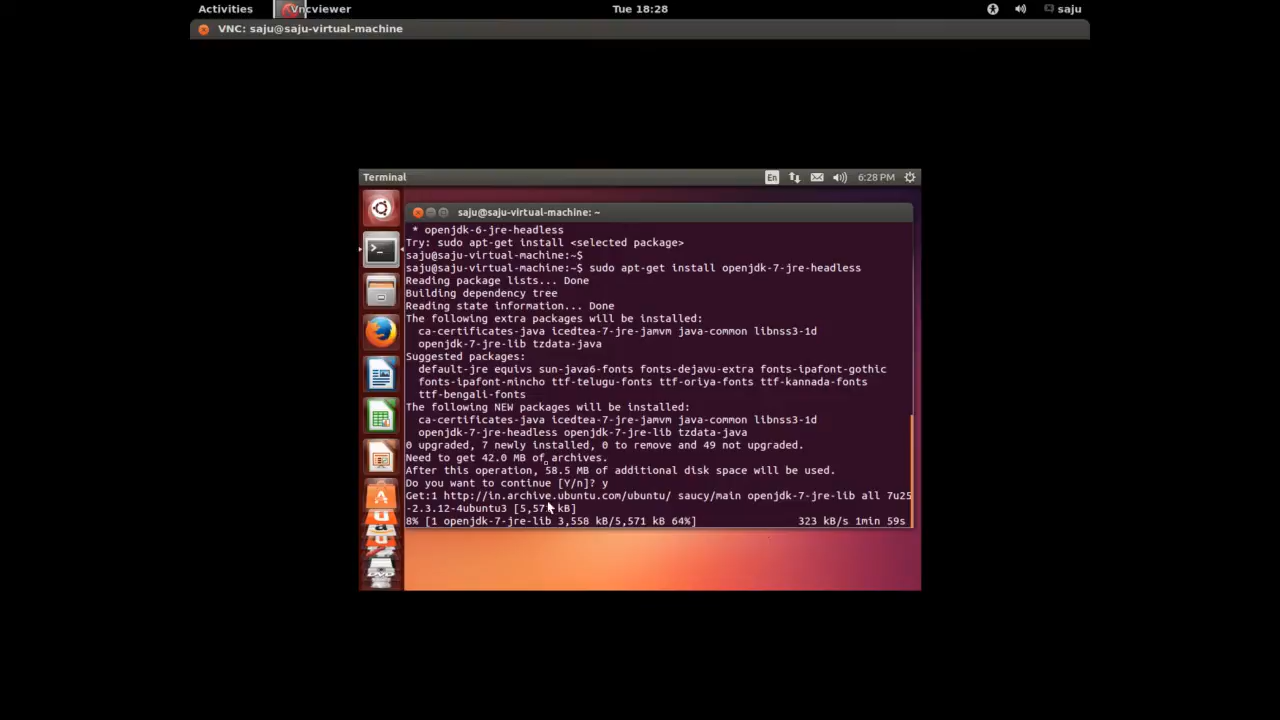 Activities
Vncviewer
Tue 18:28
saju
VNC: saju@saju-virtual-machine
Terminal
En
6:28 PM
saju@saju-virtual-machine: ~
* openjdk-6-jre-headless
Try: sudo apt-get install <selected package>
saju@saju-virtual-machine:~$
saju@saju-virtual-machine:~$ sudo apt-get install openjdk-7-jre-headless
Reading package lists... Done
Building dependency tree
Reading state information... Done
The following extra packages will be installed:
ca-certificates-java icedtea-7-jre-jamvm java-common libnss3-1d
openjdk-7-jre-lib tzdata-java
Suggested packages:
default-jre equivs sun-java6-fonts fonts-dejavu-extra fonts-ipafont-gothic
fonts-ipafont-mincho ttf-telugu-fonts ttf-oriya-fonts ttf-kannada-fonts
ttf-bengali-fonts
The following NEW packages will be installed:
ca-certificates-java icedtea-7-jre-jamvm java-common libnss3-1d
openjdk-7-jre-headless openjdk-7-jre-lib tzdata-java
0 upgraded, 7 newly installed, 0 to remove and 49 not upgraded.
Need to get 42.0 MB of archives.
After this operation, 58.5 MB of additional disk space will be used.
Do you want to continue [Y/n]? y
Get:1 http://in.archive.ubuntu.com/ubuntu/ saucy/main openjdk-7-jre-lib all 7u25
-2.3.12-4ubuntu3 [5,571 kB]
8% [1 openjdk-7-jre-lib 3,558 kB/5,571 kB 64%] 323 kB/s 1min 59s